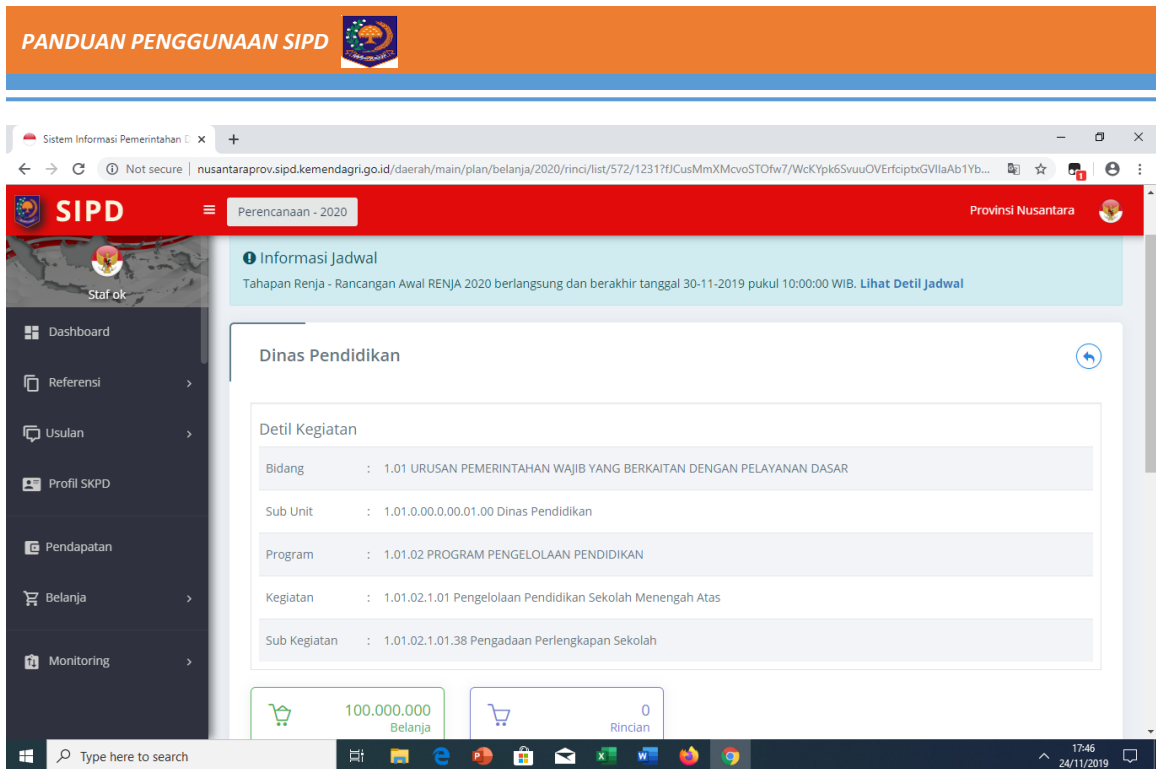 PANDUAN PENGGUNAAN SIPD
Sistem Informasi Pemerintahan D
Not secure | nusantaraprov.sipd.kemendagri.go.id/daerah/main/plan/belanja/2020/rinci/list/572/1231?fJCusMmXMcvoSTOfw7/WcKYpk6SvuuOVErfciptxGVIlaAb1Yb...
SIPD
Perencanaan - 2020
Provinsi Nusantara
Staf ok
Informasi Jadwal
Tahapan Renja - Rancangan Awal RENJA 2020 berlangsung dan berakhir tanggal 30-11-2019 pukul 10:00:00 WIB. Lihat Detil Jadwal
Dashboard
Referensi
Usulan
Profil SKPD
Pendapatan
Belanja
Monitoring
Dinas Pendidikan
Detil Kegiatan
Bidang : 1.01 URUSAN PEMERINTAHAN WAJIB YANG BERKAITAN DENGAN PELAYANAN DASAR
Sub Unit : 1.01.0.00.0.00.01.00 Dinas Pendidikan
Program : 1.01.02 PROGRAM PENGELOLAAN PENDIDIKAN
Kegiatan : 1.01.02.1.01 Pengelolaan Pendidikan Sekolah Menengah Atas
Sub Kegiatan : 1.01.02.1.01.38 Pengadaan Perlengkapan Sekolah
100.000.000
Belanja
0
Rincian
Type here to search
17:46
24/11/2019